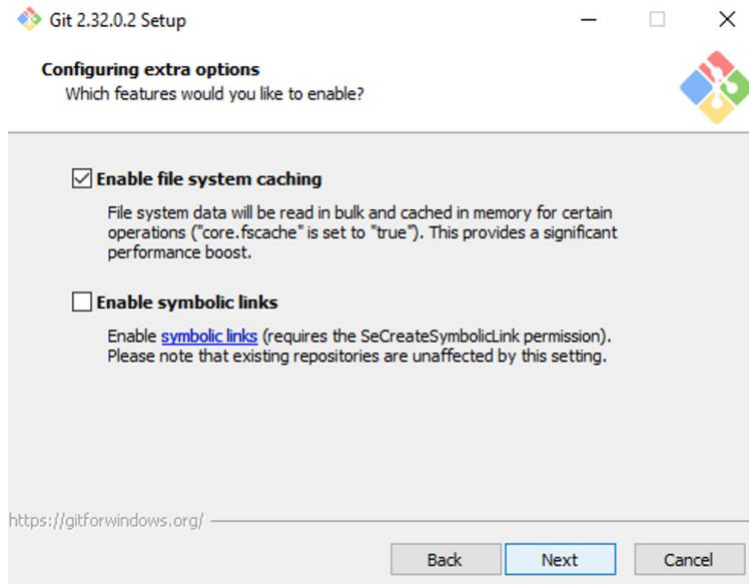 Git 2.32.0.2 Setup
Configuring extra options
Which features would you like to enable?
Enable file system caching
File system data will be read in bulk and cached in memory for certain
operations ("core.fscache" is set to "true"). This provides a significant
performance boost.
Enable symbolic links
Enable symbolic links (requires the SeCreateSymbolicLink permission).
Please note that existing repositories are unaffected by this setting.
https://gitforwindows.org/
Back Next Cancel